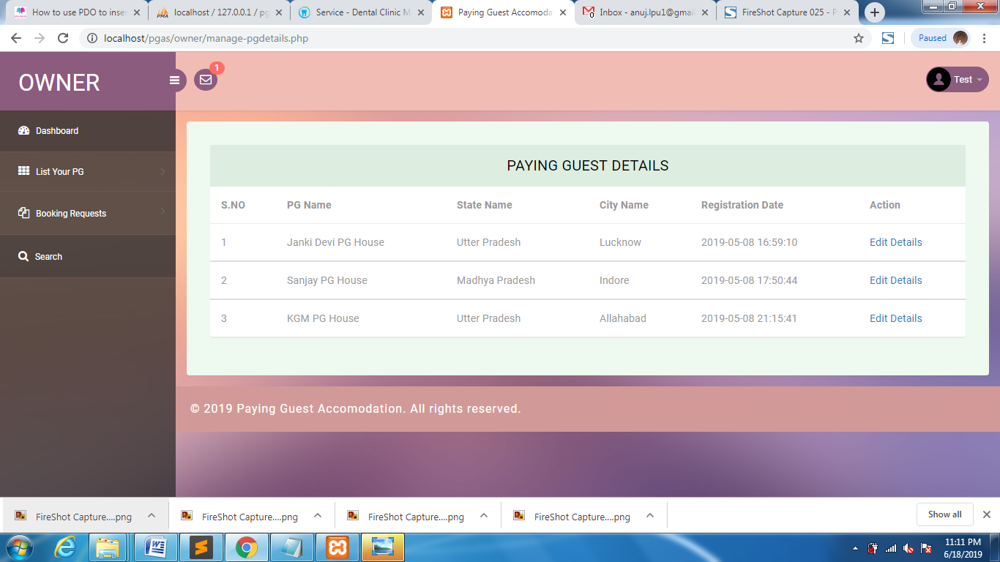 How to use PDO to inser
localhost / 127.0.0.1 / pg
Service - Dental Clinic M
Paying Guest Accomoda
Inbox - anuj.lpu1@gmai
FireShot Capture 025 - P
localhost/pgas/owner/manage-pgdetails.php
Paused
OWNER
1
Test
Dashboard
List Your PG
Booking Requests
Search
PAYING GUEST DETAILS
S.NO PG Name State Name City Name Registration Date Action
1 Janki Devi PG House Utter Pradesh Lucknow 2019-05-08 16:59:10 Edit Details
2 Sanjay PG House Madhya Pradesh Indore 2019-05-08 17:50:44 Edit Details
3 KGM PG House Utter Pradesh Allahabad 2019-05-08 21:15:41 Edit Details
© 2019 Paying Guest Accomodation. All rights reserved.
FireShot Capture....png
FireShot Capture....png
FireShot Capture....png
FireShot Capture....png
Show all
11:11 PM
6/18/2019